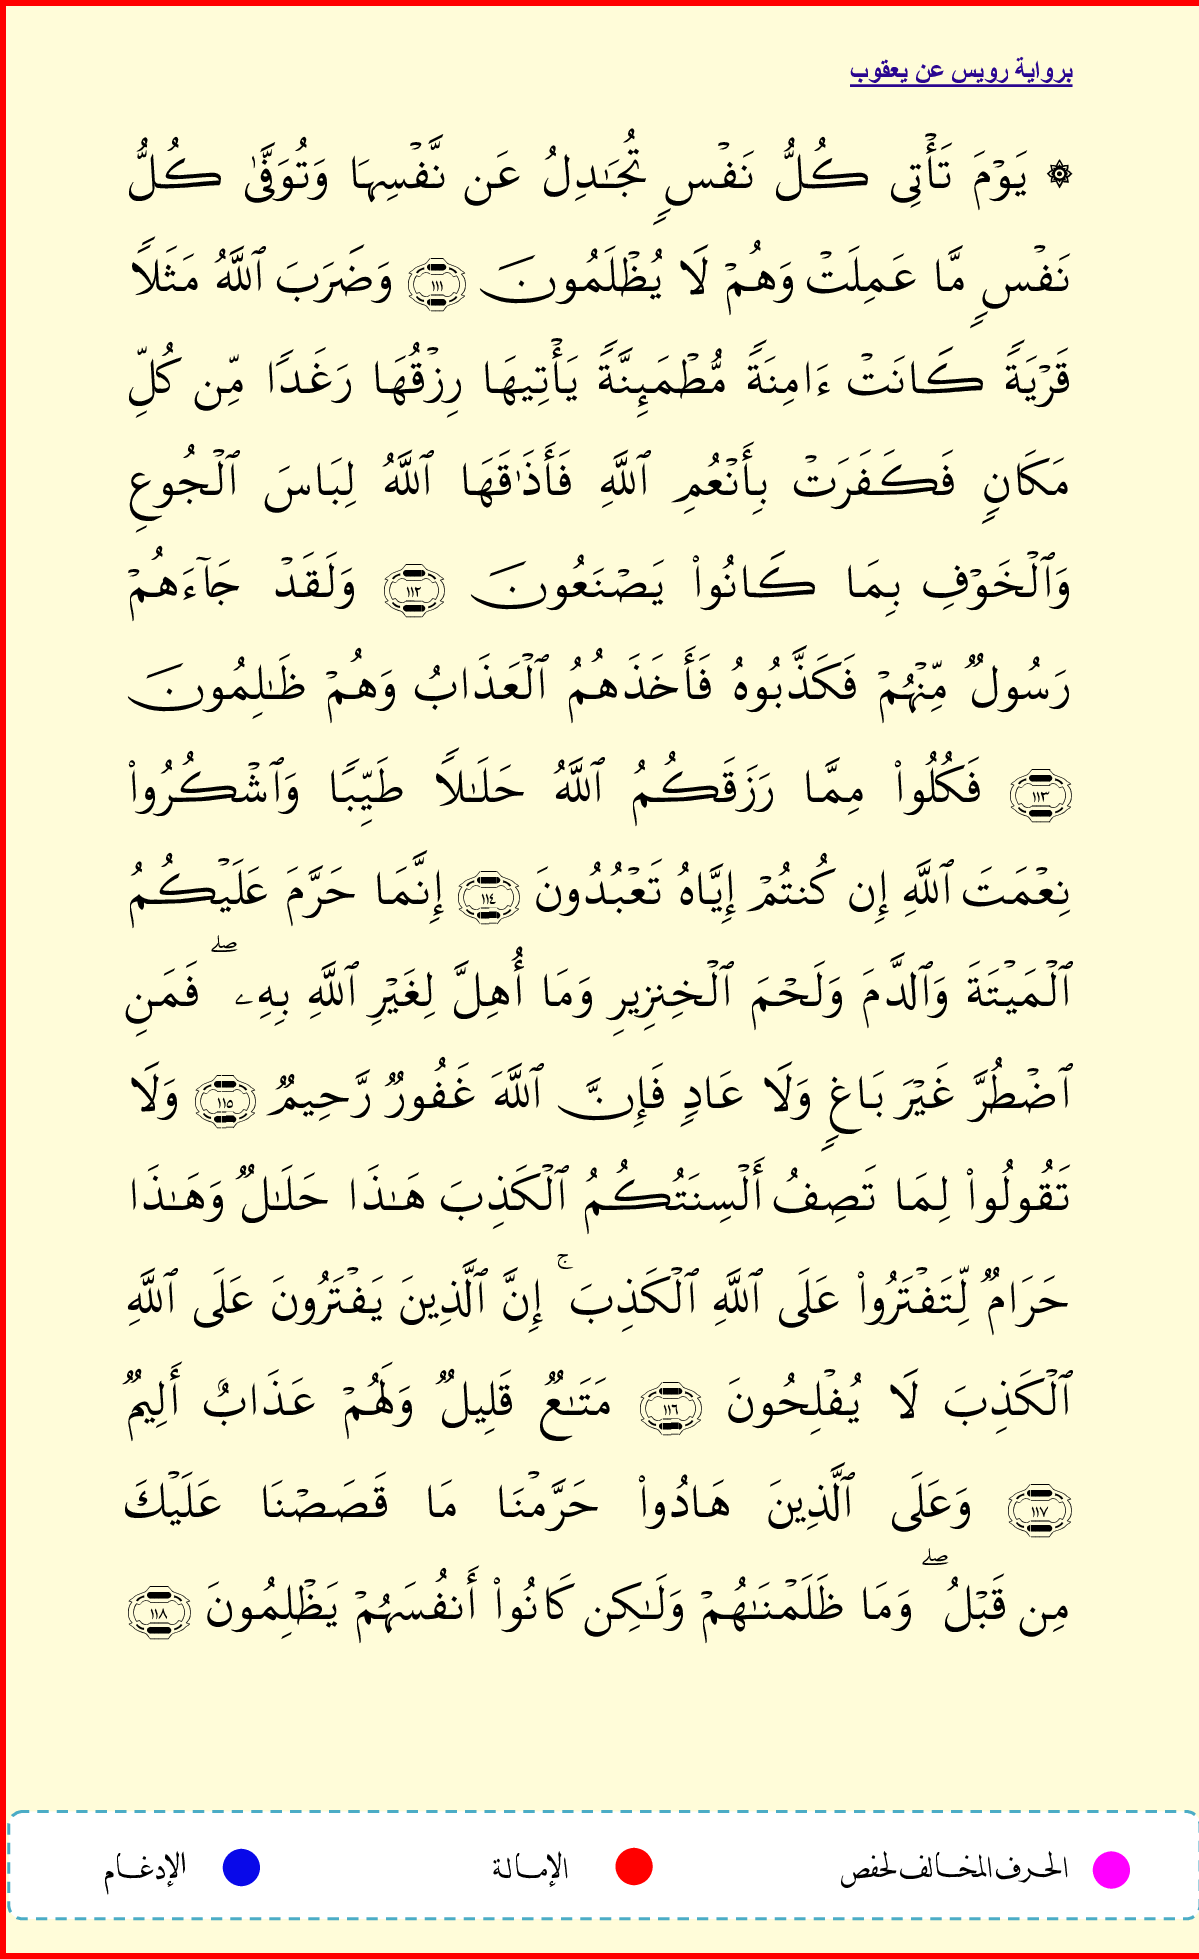 برواية رويس عن يعقوب
۞ يَوۡمَ تَأۡتِى كُلُّ نَفۡسٖ تُجَٰدِلُ عَن نَّفۡسِهَا وَتُوَفَّىٰ كُلُّ
نَفۡسٖ مَّا عَمِلَتۡ وَهُمۡ لَا يُظۡلَمُونَ ١١١ وَضَرَبَ ٱللَّهُ مَثَلٗا
قَرۡيَةٗ كَانَتۡ ءَامِنَةٗ مُّطۡمَئِنَّةٗ يَأۡتِيهَا رِزۡقُهَا رَغَدٗا مِّن كُلِّ
مَكَانٖ فَكَفَرَتۡ بِأَنۡعُمِ ٱللَّهِ فَأَذَٰقَهَا ٱللَّهُ لِبَاسَ ٱلۡجُوعِ
وَٱلۡخَوۡفِ بِمَا كَانُواْ يَصۡنَعُونَ ١١٢ وَلَقَدۡ جَآءَهُمۡ
رَسُولٞ مِّنۡهُمۡ فَكَذَّبُوهُ فَأَخَذَهُمُ ٱلۡعَذَابُ وَهُمۡ ظَٰلِمُونَ
١١٣ فَكُلُواْ مِمَّا رَزَقَكُمُ ٱللَّهُ حَلَٰلٗا طَيِّبٗا وَٱشۡكُرُواْ
نِعۡمَتَ ٱللَّهِ إِن كُنتُمۡ إِيَّاهُ تَعۡبُدُونَ ١١٤ إِنَّمَا حَرَّمَ عَلَيۡكُمُ
ٱلۡمَيۡتَةَ وَٱلدَّمَ وَلَحۡمَ ٱلۡخِنزِيرِ وَمَا أُهِلَّ لِغَيۡرِ ٱللَّهِ بِهِۦۖ فَمَنِ
ٱضۡطُرَّ غَيۡرَ بَاغٖ وَلَا عَادٖ فَإِنَّ ٱللَّهَ غَفُورٞ رَّحِيمٞ ١١٥ وَلَا
تَقُولُواْ لِمَا تَصِفُ أَلۡسِنَتُكُمُ ٱلۡكَذِبَ هَٰذَا حَلَٰلٞ وَهَٰذَا
حَرَامٞ لِّتَفۡتَرُواْ عَلَى ٱللَّهِ ٱلۡكَذِبَۚ إِنَّ ٱلَّذِينَ يَفۡتَرُونَ عَلَى ٱللَّهِ
ٱلۡكَذِبَ لَا يُفۡلِحُونَ ١١٦ مَتَٰعٞ قَلِيلٞ وَلَهُمۡ عَذَابٌ أَلِيمٞ
١١٧ وَعَلَى ٱلَّذِينَ هَادُواْ حَرَّمۡنَا مَا قَصَصۡنَا عَلَيۡكَ
مِن قَبۡلُۖ وَمَا ظَلَمۡنَٰهُمۡ وَلَٰكِن كَانُواْ أَنفُسَهُمۡ يَظۡلِمُونَ ١١٨
الحرف المخالف لحفص الإمالة الإدغام